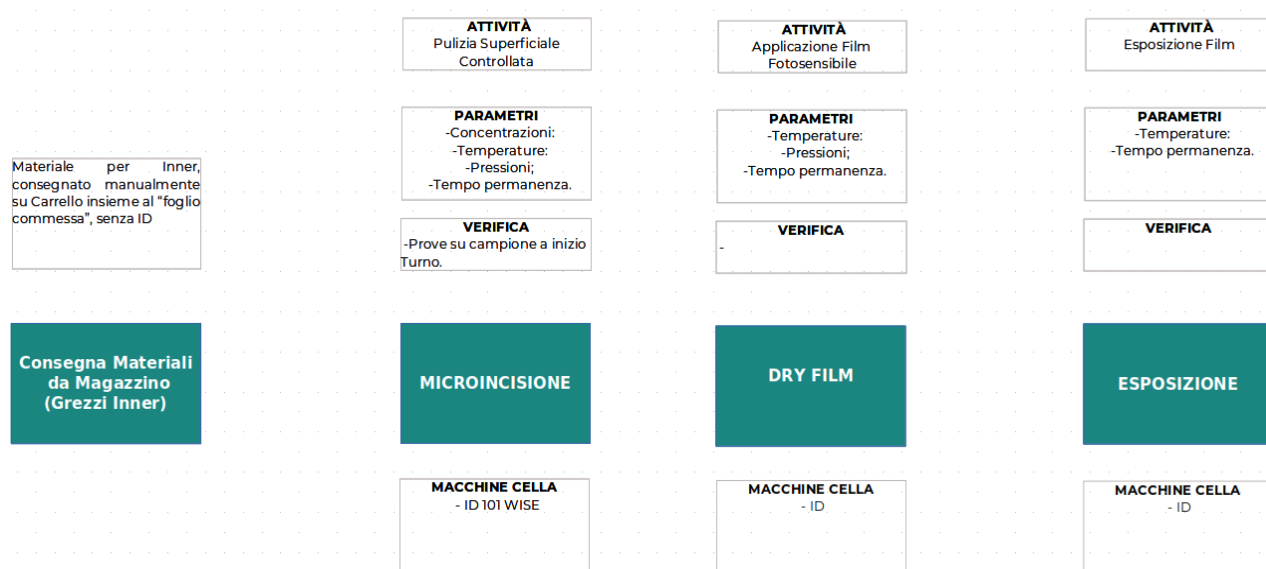 Materiale per Inner,
consegnato manualmente
su Carrello insieme al “foglio
commessa”, senza ID
Consegna Materiali
da Magazzino
(Grezzi Inner)
ATTIVITÀ
Pulizia Superficiale
Controllata
PARAMETRI
-Concentrazioni:
-Temperature:
-Pressioni;
-Tempo permanenza.
VERIFICA
-Prove su campione a inizio
Turno.
MICROINCISIONE
MACCHINE CELLA
- ID 101 WISE
ATTIVITÀ
Applicazione Film
Fotosensibile
PARAMETRI
-Temperature:
-Pressioni;
-Tempo permanenza.
VERIFICA
-
DRY FILM
MACCHINE CELLA
- ID
ATTIVITÀ
Esposizione Film
PARAMETRI
-Temperature:
-Tempo permanenza.
VERIFICA
ESPOSIZIONE
MACCHINE CELLA
- ID